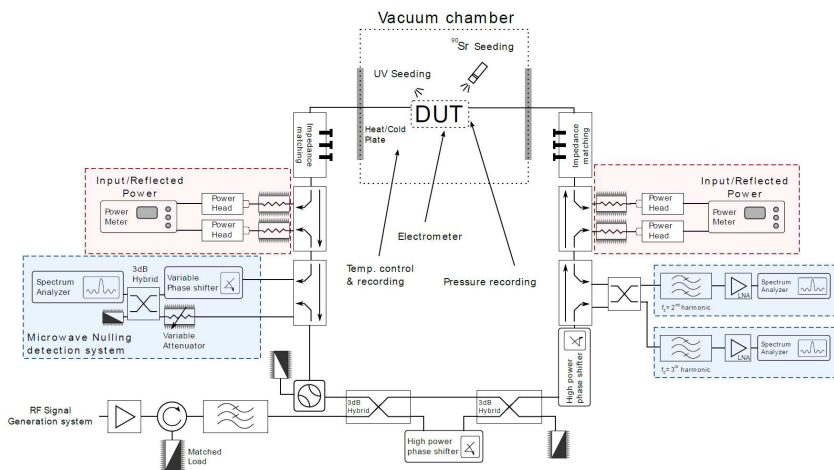 Vacuum chamber
90Sr Seeding
UV Seeding
DUT
Heat/Cold
Plate
Impedance
matching
Impedance
matching
Input/Reflected
Power
Power
Meter
Power
Head
Power
Head
Input/Reflected
Power
Power
Head
Power
Head
Power
Meter
Electrometer
Temp. control
& recording
Pressure recording
3dB
Hybrid
Spectrum
Analyzer
Variable
Phase shifter
Microwave Nulling
detection system
Variable
Attenuator
LNA
Spectrum
Analyzer
f0= 2nd harmonic
LNA
Spectrum
Analyzer
f0= 3rd harmonic
High power
phase shifter
3dB
Hybrid
3dB
Hybrid
RF Signal
Generation system
High power
phase shifter
Matched
Load